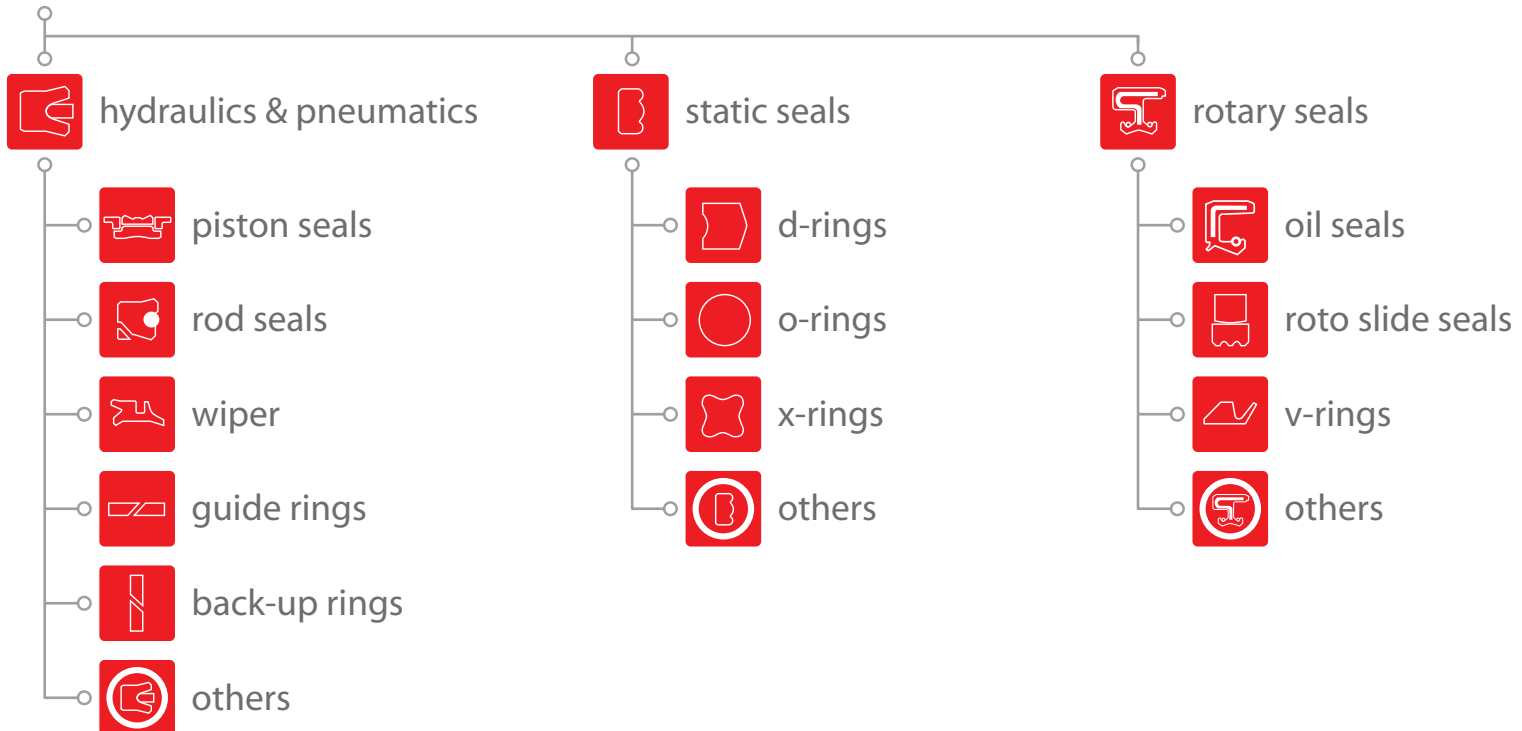 hydraulics & pneumatics
piston seals
rod seals
wiper
guide rings
back-up rings
others
static seals
d-rings
o-rings
x-rings
others
rotary seals
oil seals
roto slide seals
v-rings
others